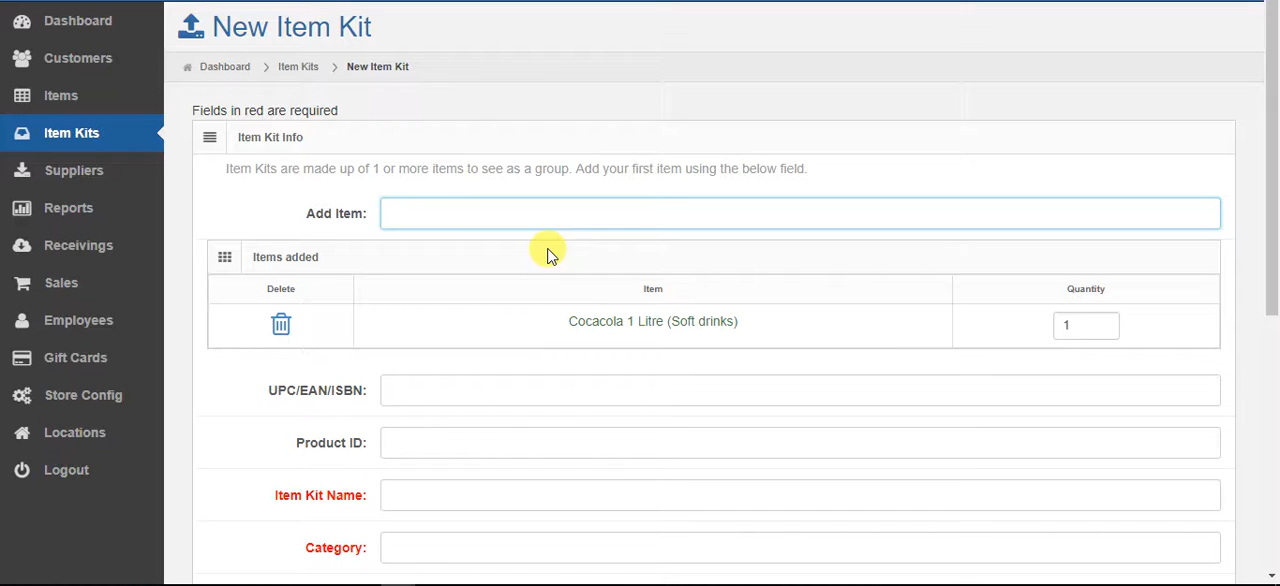 Dashboard
Customers
Items
Item Kits
Suppliers
Reports
Receivings
Sales
Employees
Gift Cards
Store Config
Locations
Logout
New Item Kit
Dashboard > Item Kits > New Item Kit
Fields in red are required
Item Kit Info
Item Kits are made up of 1 or more items to see as a group. Add your first item using the below field.
Add Item:
Items added
Delete Item Quantity
Cocacola 1 Litre (Soft drinks) 1
UPC/EAN/ISBN:
Product ID:
Item Kit Name:
Category: